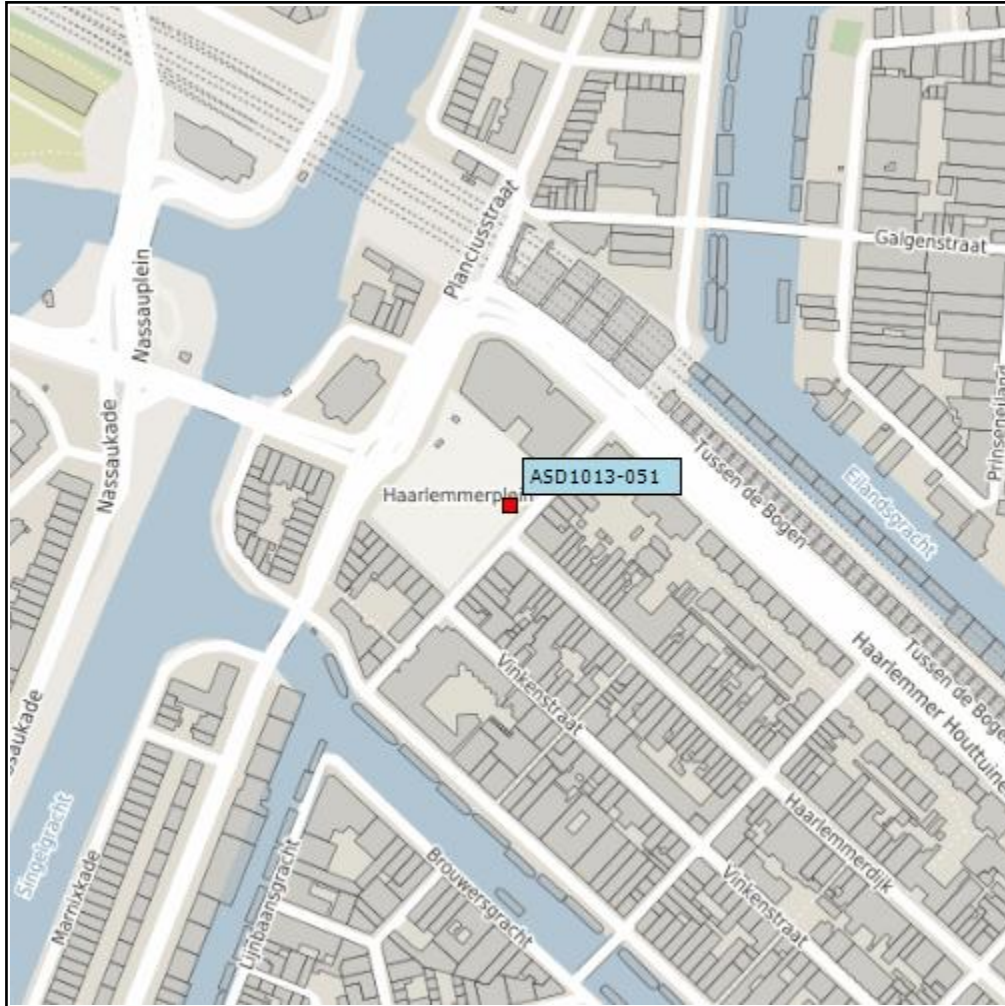 Planciusstraat
Galgenstraat
Nassauplein
Prinseneiland
Nassaukade
ASD1013-051
Haarlemmerplein
Tussen de Bogen
Eilandsgracht
Vinkenstraat
Haarlemmer Houttuine
Tussen de Boge
ssaukade
Singelgracht
Marnixkade
Lijnbaansgracht
Brouwersgracht
Haarlemmerdijk
Vinkenstraat